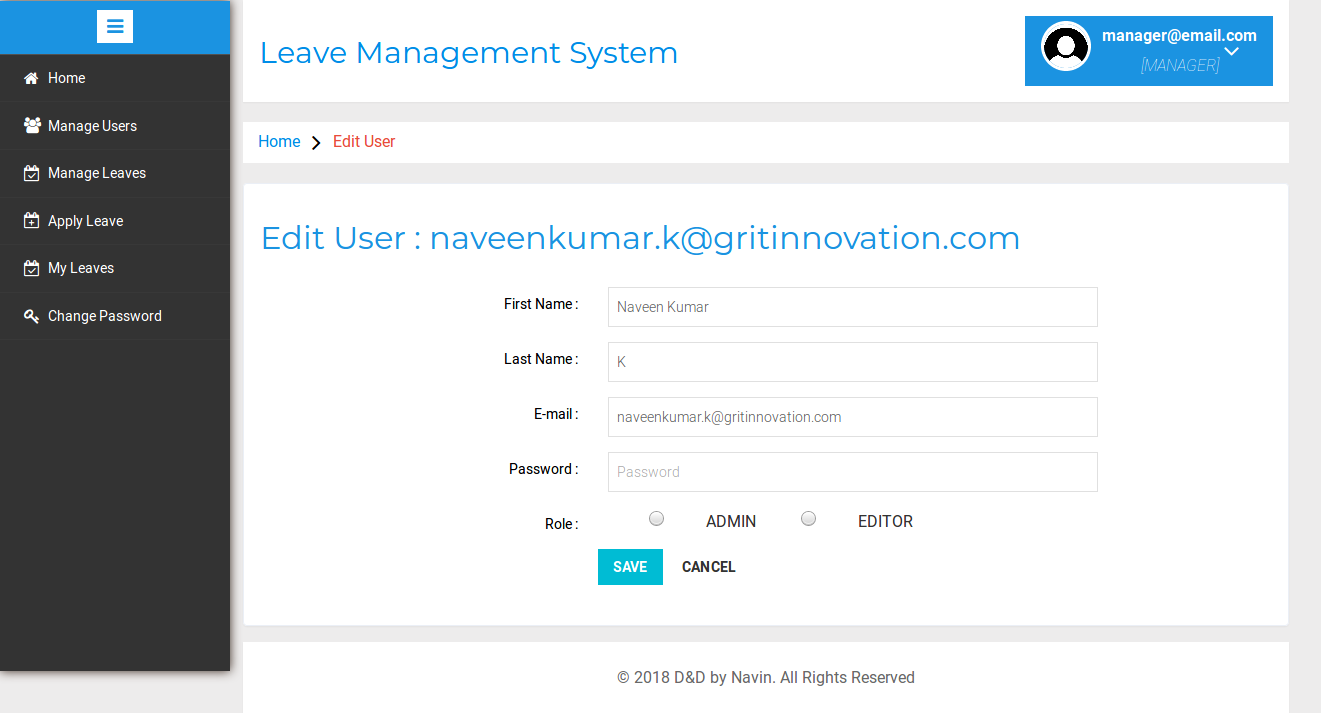 Home
Manage Users
Manage Leaves
Apply Leave
My Leaves
Change Password
Leave Management System
manager@email.com
[MANAGER]
Home Edit User
Edit User : naveenkumar.k@gritinnovation.com
First Name : Naveen Kumar
Last Name : K
E-mail : naveenkumar.k@gritinnovation.com
Password : Password
Role : ADMIN EDITOR
SAVE CANCEL
© 2018 D&D by Navin. All Rights Reserved